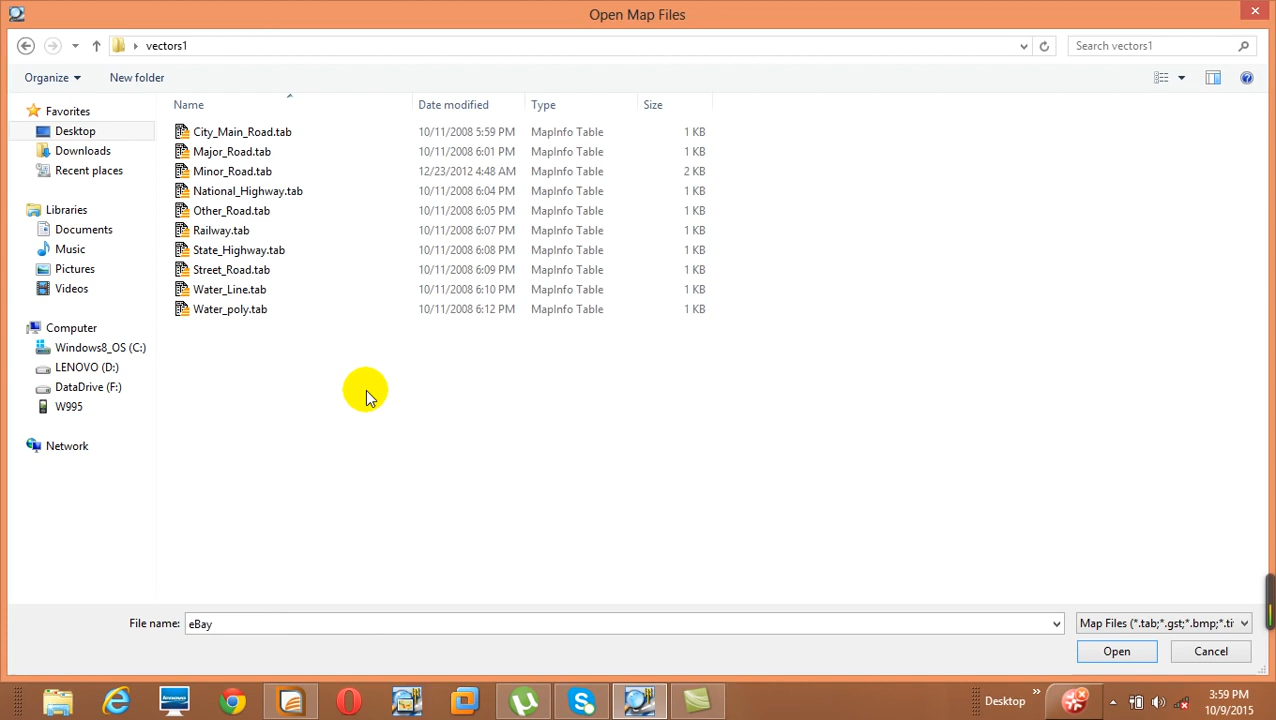 Open Map Files
vectors1
Search vectors1
Organize
New folder
Name
Date modified
Type
Size
Favorites
Desktop
Downloads
Recent places
Libraries
Documents
Music
Pictures
Videos
Computer
Windows8_OS (C:)
LENOVO (D:)
DataDrive (F:)
W995
Network
City_Main_Road.tab 10/11/2008 5:59 PM MapInfo Table 1 KB
Major_Road.tab 10/11/2008 6:01 PM MapInfo Table 1 KB
Minor_Road.tab 12/23/2012 4:48 AM MapInfo Table 2 KB
National_Highway.tab 10/11/2008 6:04 PM MapInfo Table 1 KB
Other_Road.tab 10/11/2008 6:05 PM MapInfo Table 1 KB
Railway.tab 10/11/2008 6:07 PM MapInfo Table 1 KB
State_Highway.tab 10/11/2008 6:08 PM MapInfo Table 1 KB
Street_Road.tab 10/11/2008 6:09 PM MapInfo Table 1 KB
Water_Line.tab 10/11/2008 6:10 PM MapInfo Table 1 KB
Water_poly.tab 10/11/2008 6:12 PM MapInfo Table 1 KB
File name: eBay
Map Files (*.tab;*.gst;*.bmp;*.ti
Open
Cancel
lenovo
Desktop
3:59 PM
10/9/2015